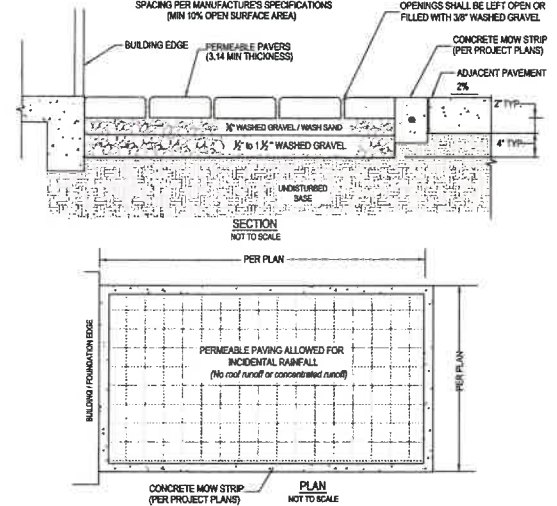 SPACING PER MANUFACTURE'S SPECIFICATIONS
(MIN 10% OPEN SURFACE AREA)
OPENINGS SHALL BE LEFT OPEN OR
FILLED WITH 3/8" WASHED GRAVEL
BUILDING EDGE
PERMEABLE PAVERS
(3.14 MIN THICKNESS)
CONCRETE MOW STRIP
(PER PROJECT PLANS)
ADJACENT PAVEMENT
2%
2" TYP.
WASHED GRAVEL / WASH SAND
4" TYP.
½" to 1 ½" WASHED GRAVEL
UNDISTURBED
BASE
SECTION
NOT TO SCALE
PER PLAN
BUILDING / FOUNDATION EDGE
PERMEABLE PAVING ALLOWED FOR
INCIDENTAL RAINFALL
(No roof runoff or concentrated runoff)
PER PLAN
CONCRETE MOW STRIP
(PER PROJECT PLANS)
PLAN
NOT TO SCALE